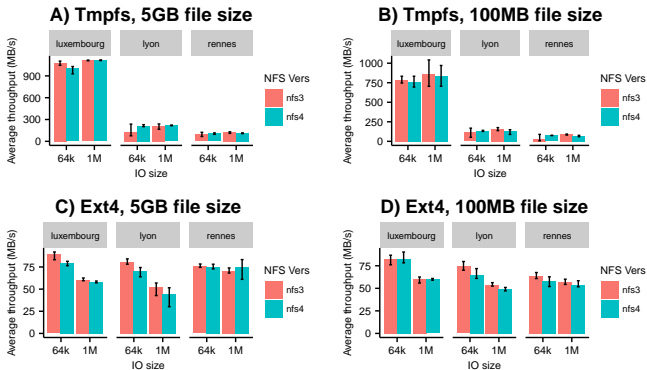 A) Tmpfs, 5GB file size
luxembourg lyon rennes
Average throughput (MB/s)
900
600
300
0
64k 1M 64k 1M 64k 1M
IO size
NFS Vers
nfs3
nfs4
B) Tmpfs, 100MB file size
luxembourg lyon rennes
Average throughput (MB/s)
1000
750
500
250
0
64k 1M 64k 1M 64k 1M
IO size
NFS Vers
nfs3
nfs4
C) Ext4, 5GB file size
luxembourg lyon rennes
Average throughput (MB/s)
75
50
25
0
64k 1M 64k 1M 64k 1M
IO size
NFS Vers
nfs3
nfs4
D) Ext4, 100MB file size
luxembourg lyon rennes
Average throughput (MB/s)
75
50
25
0
64k 1M 64k 1M 64k 1M
IO size
NFS Vers
nfs3
nfs4